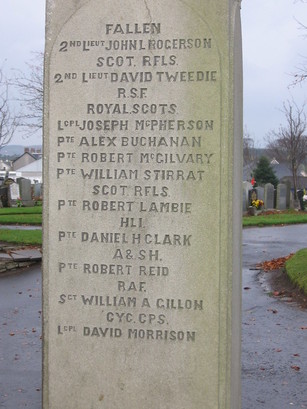 FALLEN
2ND LIEUT JOHN L ROGERSON
SCOT. RFLS.
2ND LIEUT DAVID TWEEDIE
R.S.F.
ROYAL SCOTS
LCPL JOSEPH MCPHERSON
PTE ALEX BUCHANAN
PTE ROBERT MCGILVARY
PTE WILLIAM STIRRAT
SCOT. RFLS.
PTE ROBERT LAMBIE
H.L.I.
PTE DANIEL H CLARK
A.& S.H.
PTE ROBERT REID
R.A.F.
SGT WILLIAM A GILLON
CYC. CPS.
LCPL DAVID MORRISON